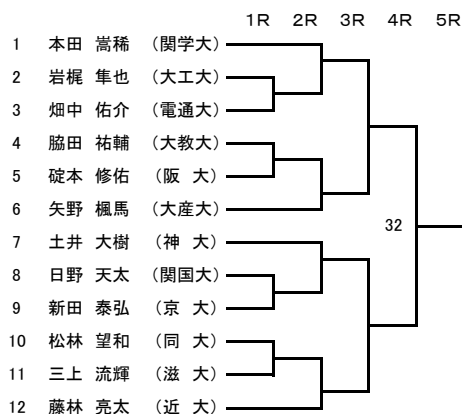 1R 2R 3R 4R 5R
1 本田 嵩稀 (関学大)
2 岩梶 隼也 (大工大)
3 畑中 佑介 (電通大)
4 脇田 祐輔 (大教大)
5 碇本 修佑 (阪 大)
6 矢野 楓馬 (大産大)
32
7 土井 大樹 (神 大)
8 日野 天太 (関国大)
9 新田 泰弘 (京 大)
10 松林 望和 (同 大)
11 三上 流輝 (滋 大)
12 藤林 亮太 (近 大)